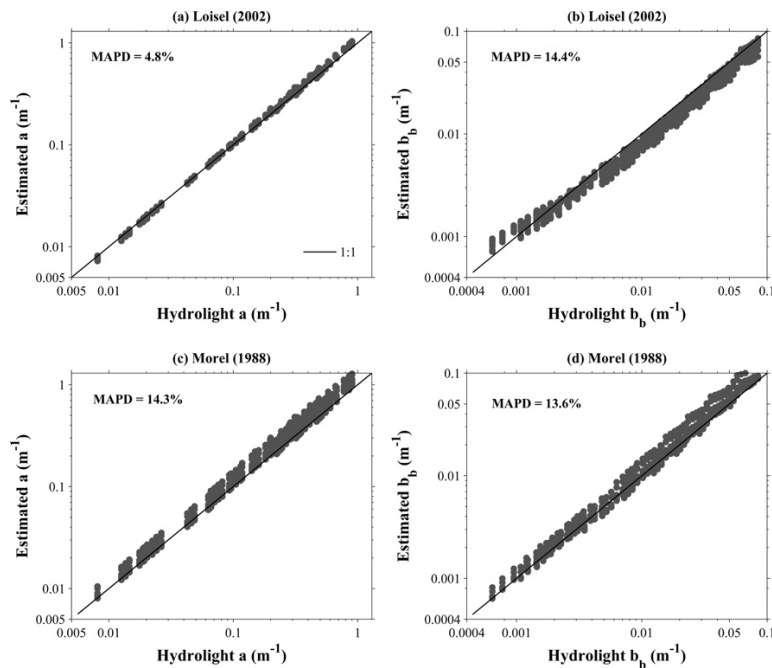 (a) Loisel (2002)
MAPD = 4.8%
1
0.1
0.01
0.005
Estimated a (m⁻¹)
1:1
0.005 0.01 0.1 1
Hydrolight a (m⁻¹)
(b) Loisel (2002)
MAPD = 14.4%
0.1
0.05
0.01
0.001
0.0004
Estimated b_b (m⁻¹)
0.0004 0.001 0.01 0.05 0.1
Hydrolight b_b (m⁻¹)
(c) Morel (1988)
MAPD = 14.3%
1
0.1
0.01
0.005
Estimated a (m⁻¹)
0.005 0.01 0.1 1
Hydrolight a (m⁻¹)
(d) Morel (1988)
MAPD = 13.6%
0.1
0.05
0.01
0.001
0.0004
Estimated b_b (m⁻¹)
0.0004 0.001 0.01 0.05 0.1
Hydrolight b_b (m⁻¹)